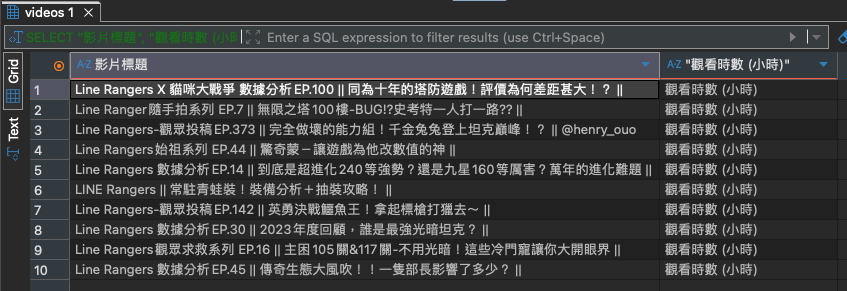 videos 1
SELECT "影片標題", "觀看時數 (小時
Enter a SQL expression to filter results (use Ctrl+Space)
Grid
Text
A-Z 影片標題 A-Z "觀看時數 (小時)"
1 Line Rangers X 貓咪大戰爭 數據分析EP.100 || 同為十年的塔防遊戲！評價為何差距甚大！？ || 觀看時數 (小時)
2 Line Ranger隨手拍系列 EP.7 || 無限之塔100樓-BUG!?史考特一人打一路?? || 觀看時數 (小時)
3 Line Rangers-觀眾投稿EP.373 || 完全做壞的能力組！千金兔兔登上坦克巔峰！？ || @henry_ouo 觀看時數 (小時)
4 Line Rangers始祖系列 EP.44 || 驚奇蒙－讓遊戲為他改數值的神 || 觀看時數 (小時)
5 Line Rangers 數據分析EP.14 || 到底是超進化240等強勢？還是九星160等厲害？萬年的進化難題 || 觀看時數 (小時)
6 LINE Rangers || 常駐青蛙裝！裝備分析＋抽裝攻略！ || 觀看時數 (小時)
7 Line Rangers-觀眾投稿EP.142 || 英勇決戰鱷魚王！拿起標槍打獵去～ || 觀看時數 (小時)
8 Line Rangers 數據分析EP.30 || 2023年度回顧，誰是最強光暗坦克？ || 觀看時數 (小時)
9 Line Rangers觀眾求救系列 EP.16 || 主困105關&117關-不用光暗！這些冷門寵讓你大開眼界 || 觀看時數 (小時)
10 Line Rangers 數據分析EP.45 || 傳奇生態大風吹！！一隻部長影響了多少？ || 觀看時數 (小時)